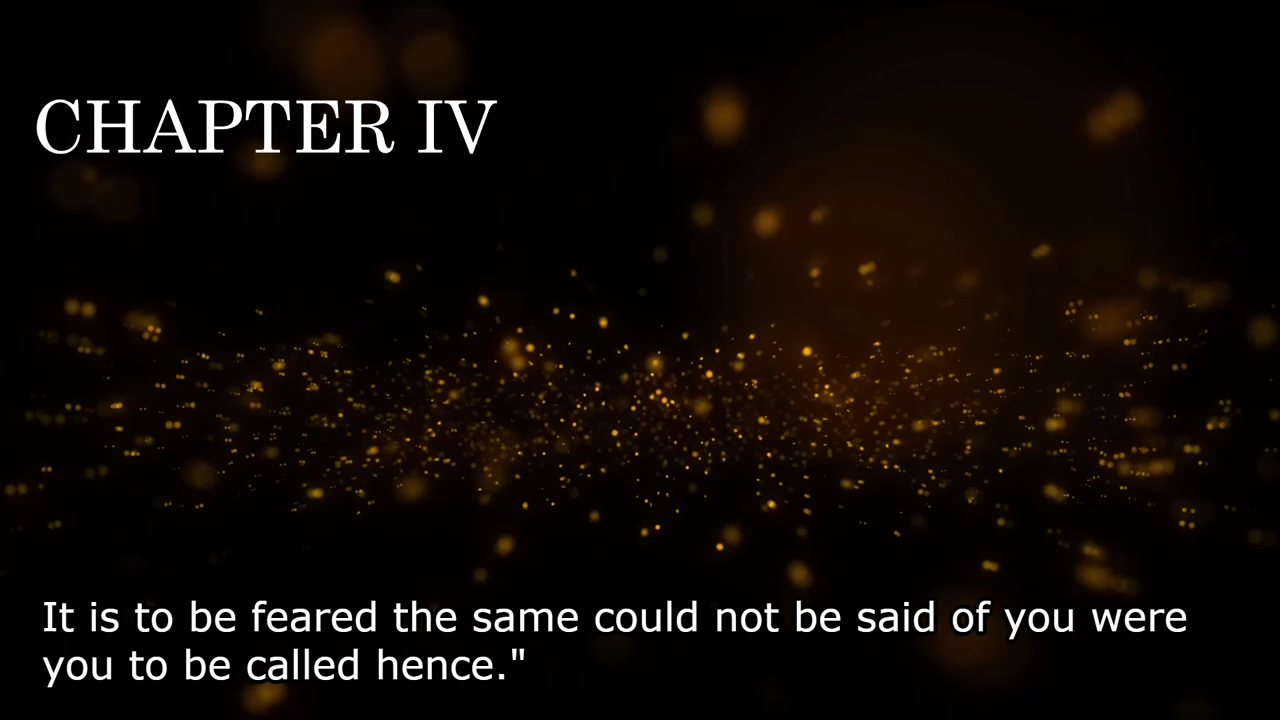 CHAPTER IV
It is to be feared the same could not be said of you were
you to be called hence."